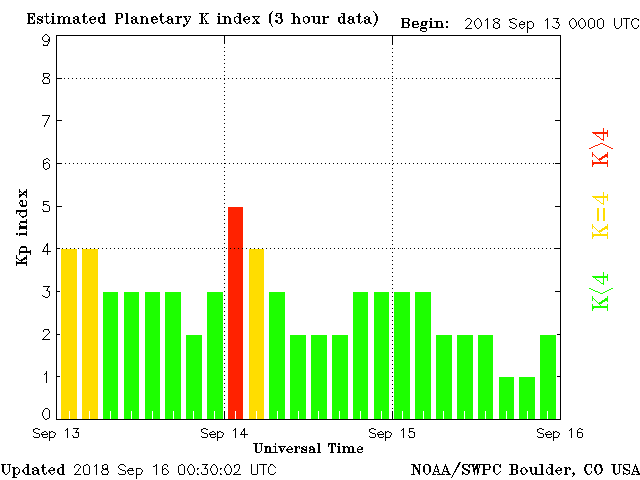 Estimated Planetary K index (3 hour data)
Begin: 2018 Sep 13 0000 UTC
9
8
7
6
5
4
3
2
1
0
Kp index
K>4
K=4
K<4
Sep 13
Sep 14
Sep 15
Sep 16
Universal Time
Updated 2018 Sep 16 00:30:02 UTC
NOAA/SWPC Boulder, CO USA